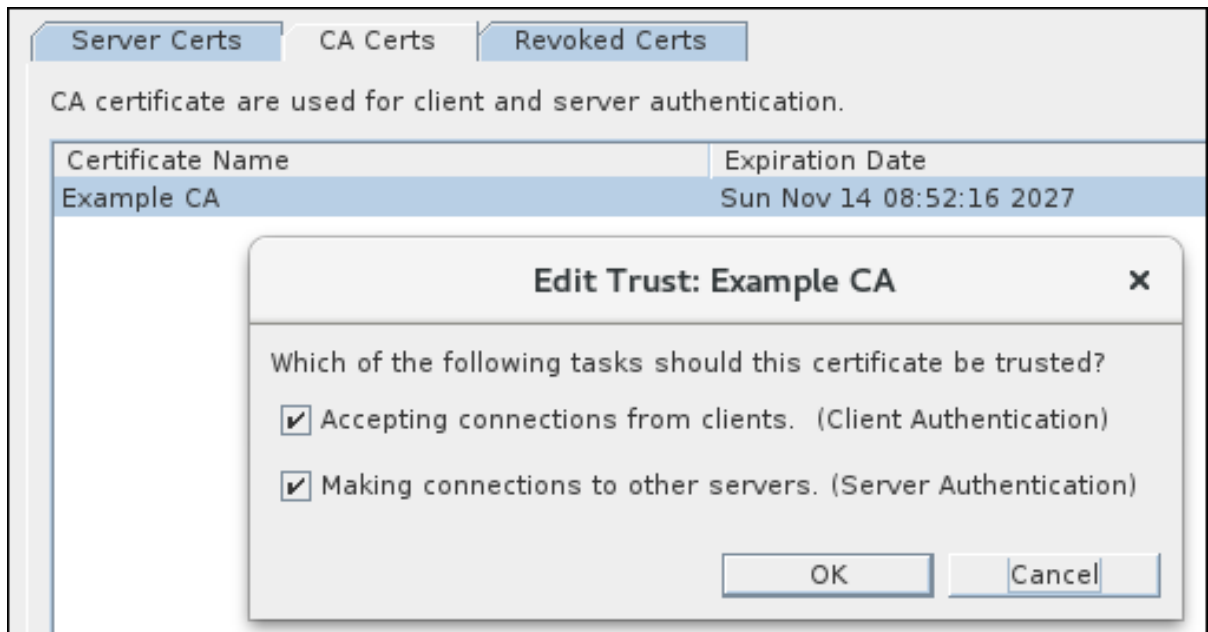 Server Certs CA Certs Revoked Certs
CA certificate are used for client and server authentication.
Certificate Name Expiration Date
Example CA Sun Nov 14 08:52:16 2027
Edit Trust: Example CA ×
Which of the following tasks should this certificate be trusted?
Accepting connections from clients. (Client Authentication)
Making connections to other servers. (Server Authentication)
OK Cancel